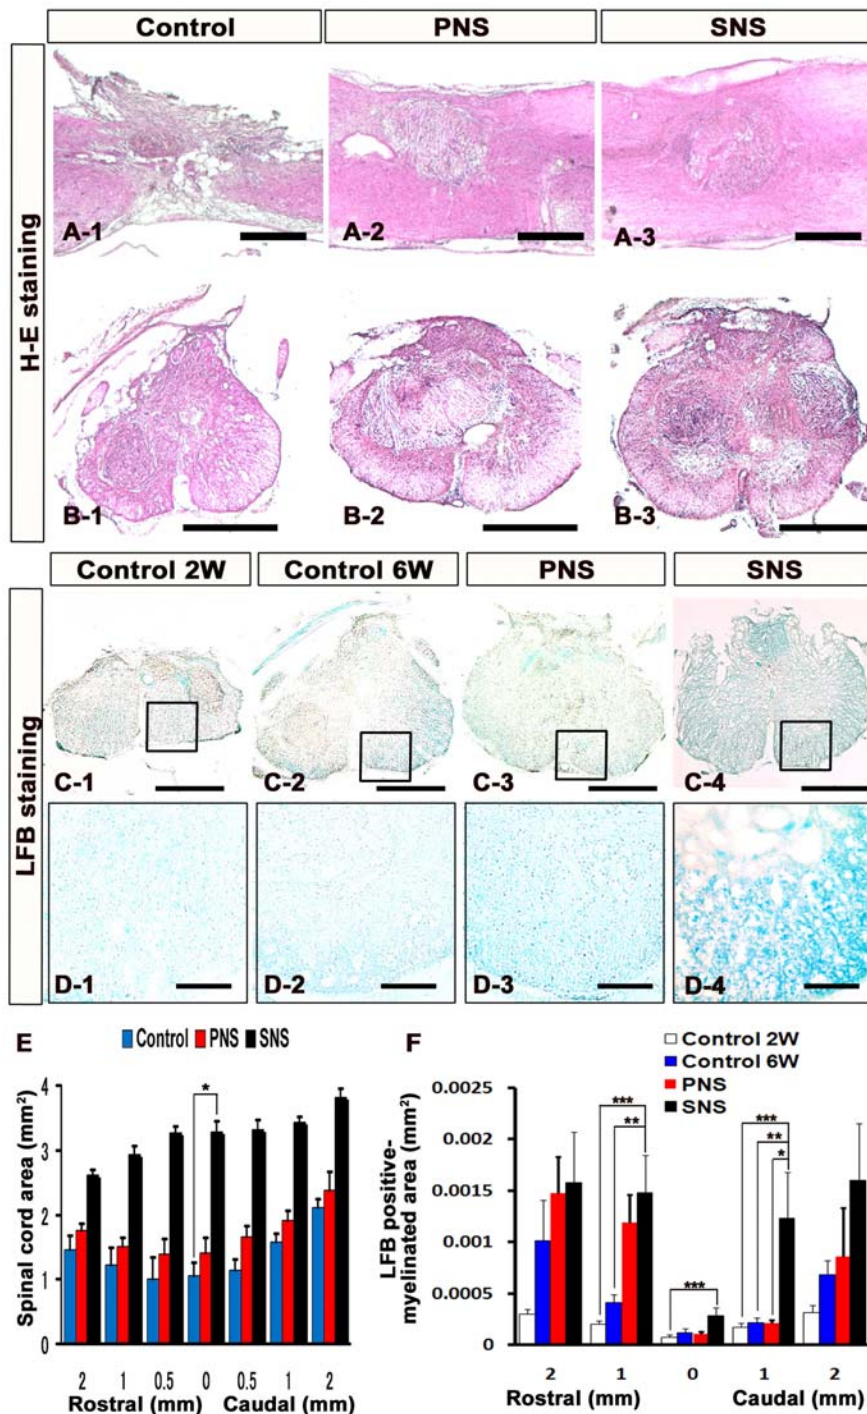 Control PNS SNS
H-E staining
A-1 A-2 A-3
B-1 B-2 B-3
Control 2W Control 6W PNS SNS
LFB staining
C-1 C-2 C-3 C-4
D-1 D-2 D-3 D-4
E
Control PNS SNS
Spinal cord area (mm²)
4
3
2
1
0
*
2 1 0.5 0 0.5 1 2
Rostral (mm) Caudal (mm)
F
Control 2W
Control 6W
PNS
SNS
LFB positive-
myelinated area (mm²)
0.0025
0.002
0.0015
0.001
0.0005
0
***
**
***
***
**
*
2 1 0 1 2
Rostral (mm) Caudal (mm)